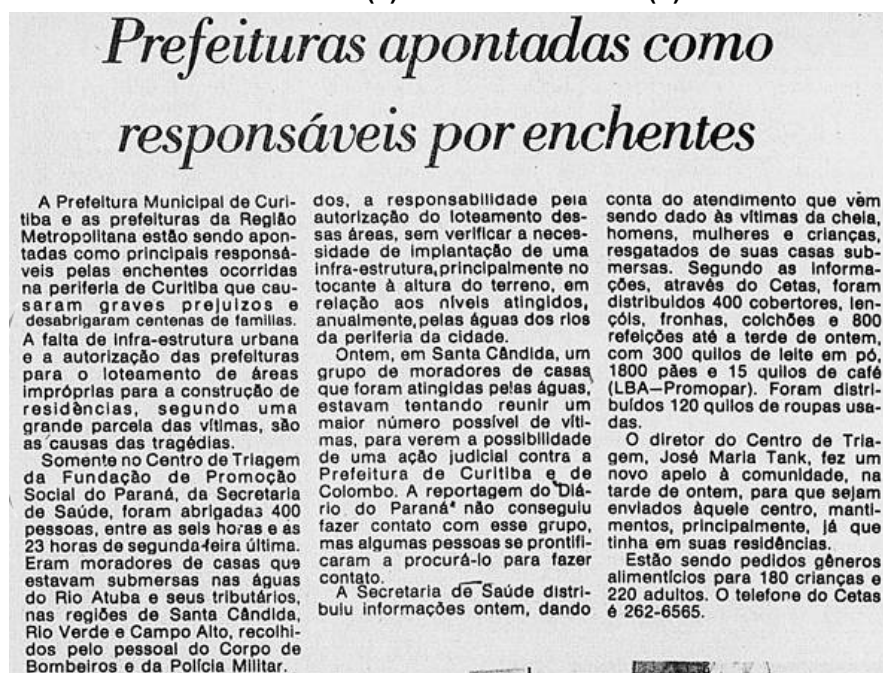 Prefeituras apontadas como
responsáveis por enchentes
A Prefeitura Municipal de Curi-
tiba e as prefeituras da Região
Metropolitana estão sendo apon-
tadas como principais responsá-
veis pelas enchentes ocorridas
na periferia de Curitiba que cau-
saram graves prejuizos e
desabrigaram centenas de familias.
A falta de infra-estrutura urbana
e a autorização das prefeituras
para o loteamento de áreas
impróprias para a construção de
residências, segundo uma
grande parcela das vítimas, são
as causas das tragédias.
Somente no Centro de Triagem
da Fundação de Promoção
Social do Paraná, da Secretaria
de Saúde, foram abrigadas 400
pessoas, entre as seis horas e as
23 horas de segunda-feira última.
Eram moradores de casas que
estavam submersas nas águas
do Rio Atuba e seus tributários,
nas regiões de Santa Cândida,
Rio Verde e Campo Alto, recolhi-
dos pelo pessoal do Corpo de
Bombeiros e da Polícia Militar.
dos, a responsabilidade pela
autorização do loteamento des-
sas áreas, sem verificar a neces-
sidade de implantação de uma
infra-estrutura, principalmente no
tocante à altura do terreno, em
relação aos níveis atingidos,
anualmente, pelas águas dos rios
da periferia da cidade.
Ontem, em Santa Cândida, um
grupo de moradores de casas
que foram atingidas pelas águas,
estavam tentando reunir um
maior número possível de víti-
mas, para verem a possibilidade
de uma ação judicial contra a
Prefeitura de Curitiba e de
Colombo. A reportagem do "Diá-
rio do Paraná" não conseguiu
fazer contato com esse grupo,
mas algumas pessoas se prontifi-
caram a procurá-lo para fazer
contato.
A Secretaria de Saúde distri-
buiu informações ontem, dando
conta do atendimento que vêm
sendo dado às vítimas da cheia,
homens, mulheres e crianças,
resgatados de suas casas sub-
mersas. Segundo as informa-
ções, através do Cetas, foram
distribuidos 400 cobertores, len-
çóis, fronhas, colchões e 800
refeições até a terde de ontem,
com 300 quilos de leite em pó,
1800 pães e 15 quilos de café
(LBA—Promopar). Foram distri-
buídos 120 quilos de roupas usa-
das.
O diretor do Centro de Tria-
gem, José Maria Tank, fez um
novo apelo à comunidade, na
tarde de ontem, para que sejam
enviados àquele centro, manti-
mentos, principalmente, já que
tinha em suas residências.
Estão sendo pedidos gêneros
alimentícios para 180 crianças e
220 adultos. O telefone do Cetas
é 262-6565.